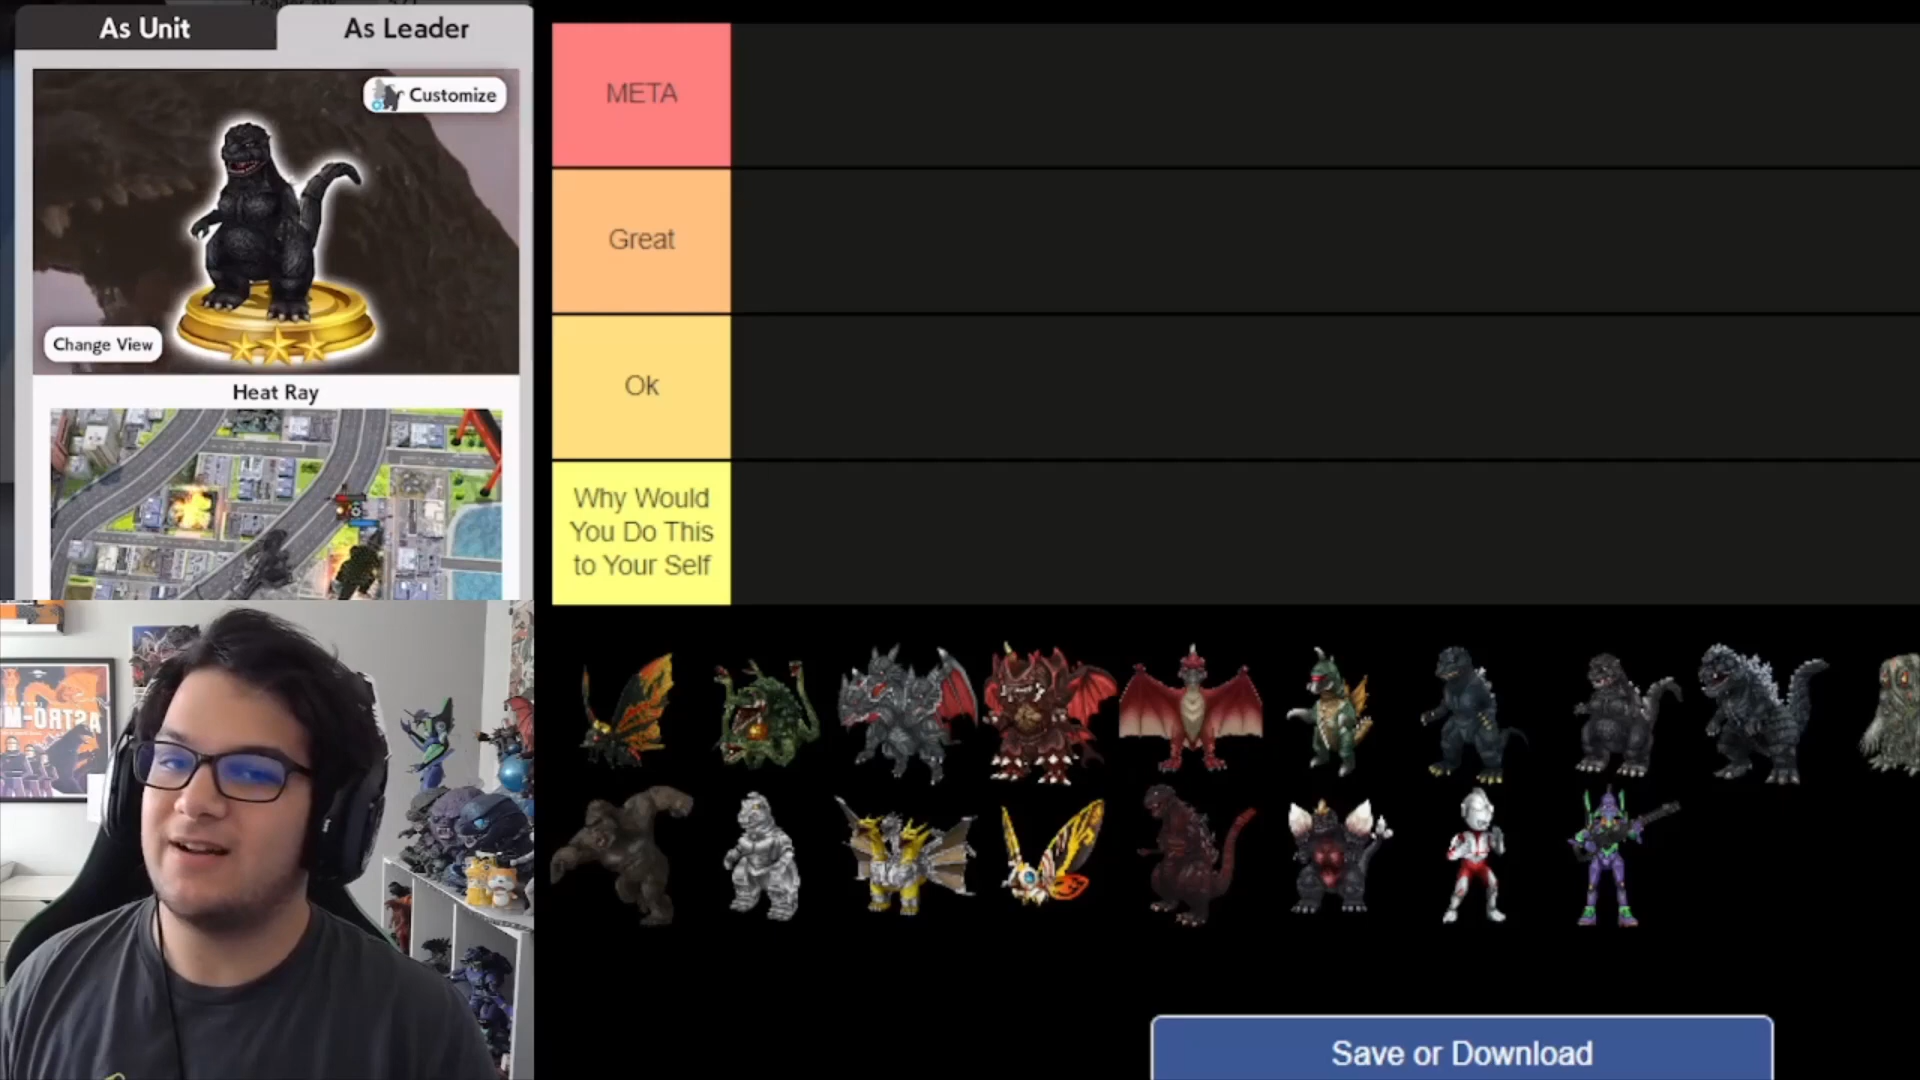 As Unit
As Leader
Customize
Change View
Heat Ray
META
Great
Ok
Why Would
You Do This
to Your Self
Save or Download